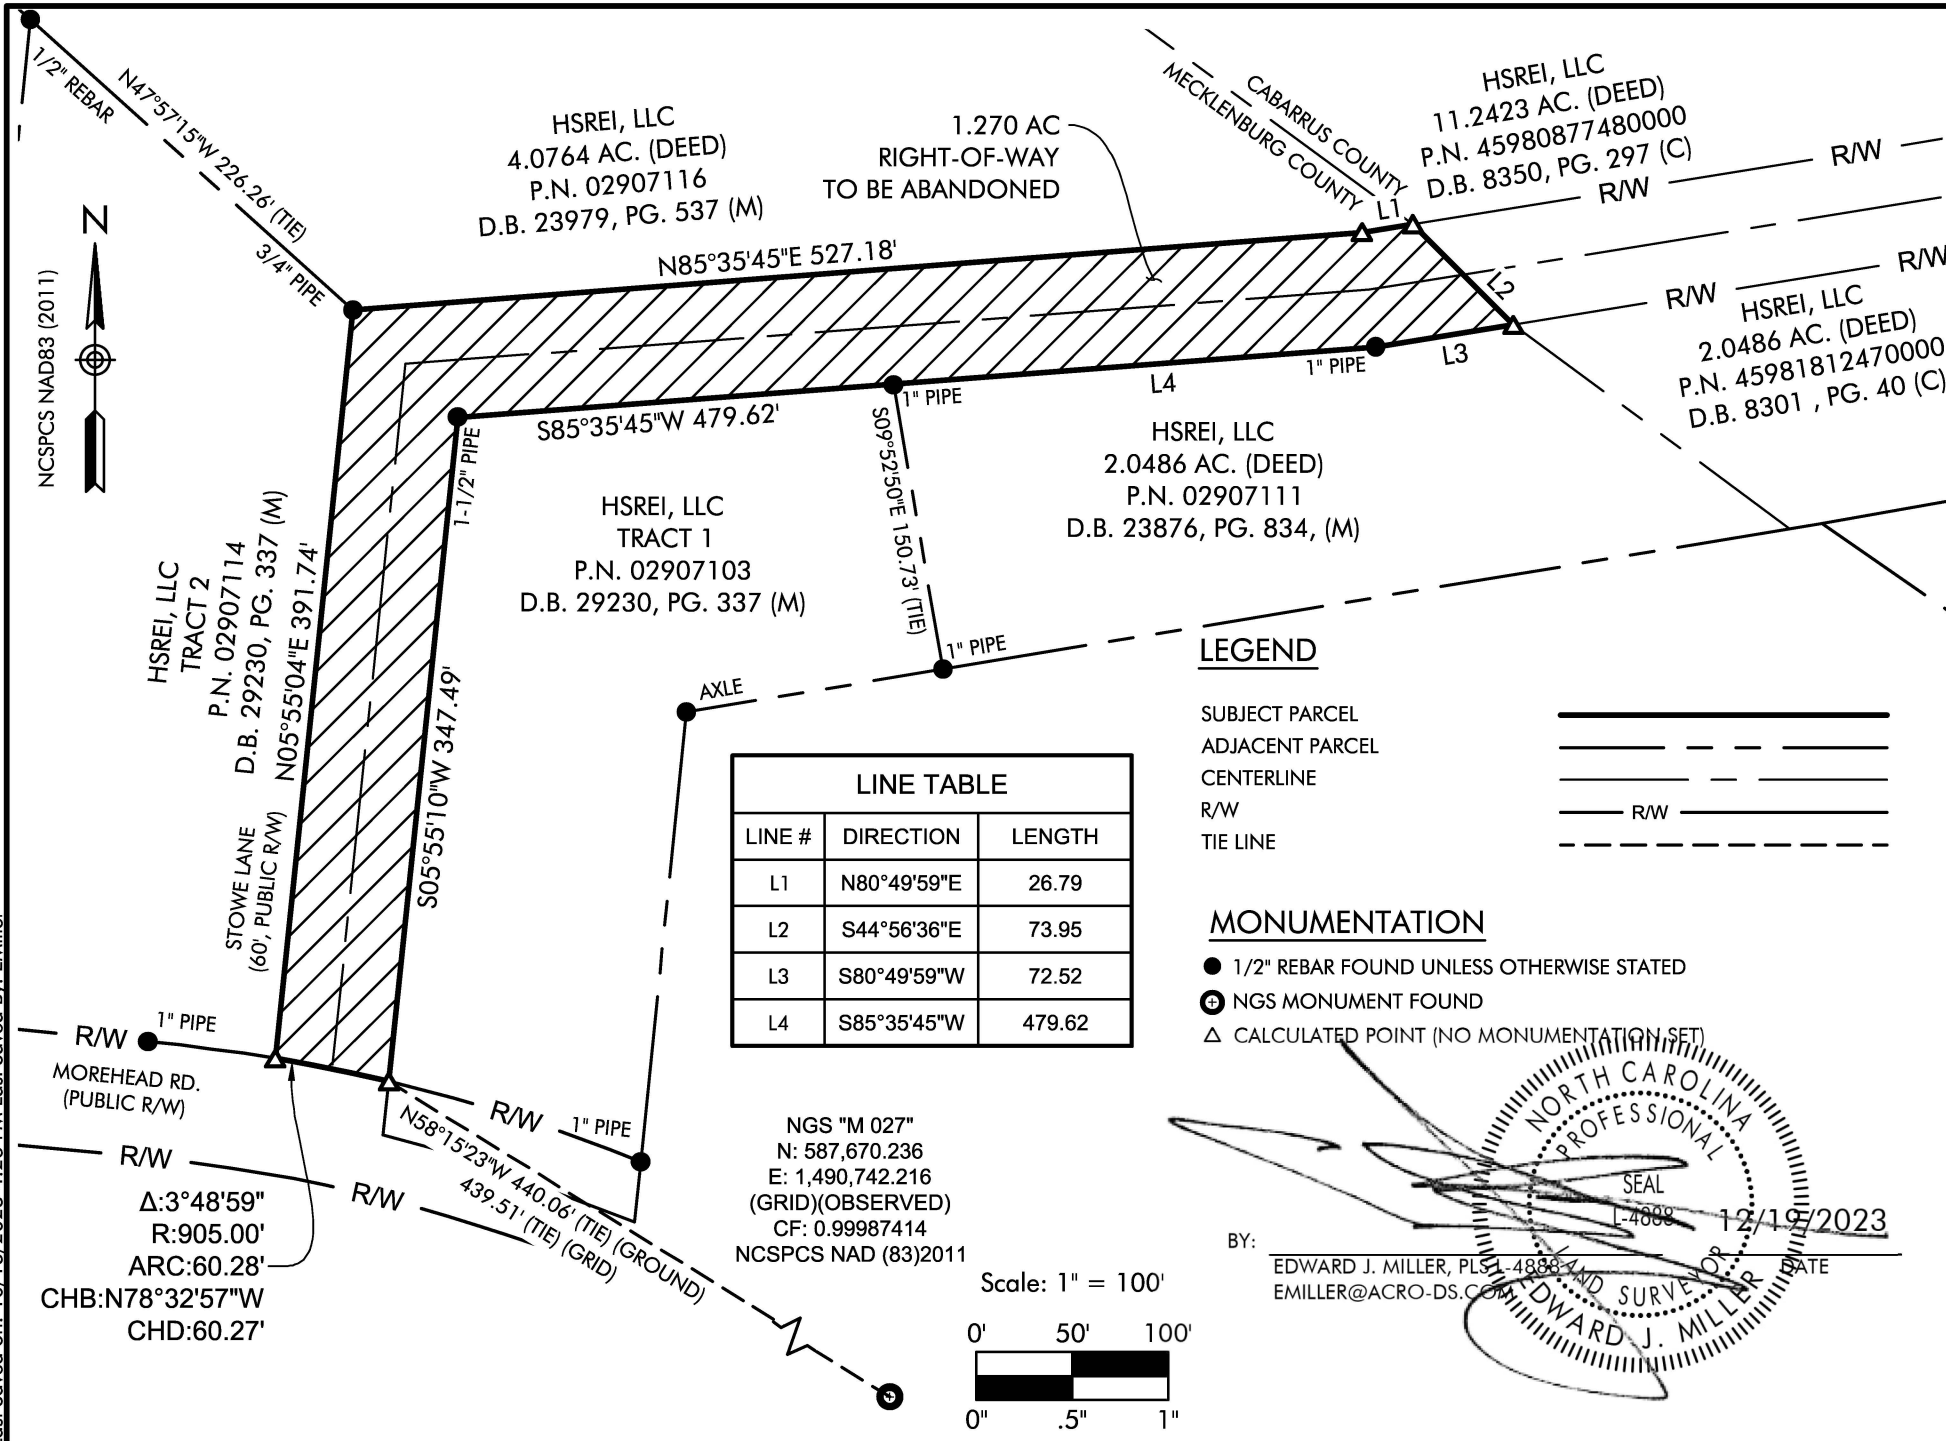 1/2" REBAR
N47°57'15"W 226.26' (TIE)
3/4" PIPE
HSREI, LLC
4.0764 AC. (DEED)
P.N. 02907116
D.B. 23979, PG. 537 (M)
1.270 AC
RIGHT-OF-WAY
TO BE ABANDONED
CABARRUS COUNTY
MECKLENBURG COUNTY
HSREI, LLC
11.2423 AC. (DEED)
P.N. 45980877480000
D.B. 8350, PG. 297 (C)
R/W
R/W
L1
N
NCSPCS NAD83 (2011)
N85°35'45"E 527.18'
L2
R/W
R/W
HSREI, LLC
2.0486 AC. (DEED)
P.N. 45981812470000
D.B. 8301 , PG. 40 (C)
1" PIPE
L3
L4
1" PIPE
S85°35'45"W 479.62'
1-1/2" PIPE
S09°52'50"E 150.73' (TIE)
HSREI, LLC
2.0486 AC. (DEED)
P.N. 02907111
D.B. 23876, PG. 834, (M)
HSREI, LLC
TRACT 1
P.N. 02907103
D.B. 29230, PG. 337 (M)
HSREI, LLC
TRACT 2
P.N. 02907114
D.B. 29230, PG. 337 (M)
N05°55'04"E 391.74'
S05°55'10"W 347.49'
1" PIPE
AXLE
STOWE LANE
(60', PUBLIC R/W)
LEGEND
SUBJECT PARCEL
ADJACENT PARCEL
CENTERLINE
R/W
R/W
TIE LINE
LINE TABLE
LINE # DIRECTION LENGTH
L1 N80°49'59"E 26.79
L2 S44°56'36"E 73.95
L3 S80°49'59"W 72.52
L4 S85°35'45"W 479.62
MONUMENTATION
1/2" REBAR FOUND UNLESS OTHERWISE STATED
NGS MONUMENT FOUND
CALCULATED POINT (NO MONUMENTATION SET)
R/W
1" PIPE
MOREHEAD RD.
(PUBLIC R/W)
R/W
R/W
R/W
1" PIPE
N58°15'23"W 440.06' (TIE) (GROUND)
439.51' (TIE) (GRID)
Δ:3°48'59"
R:905.00'
ARC:60.28'
CHB:N78°32'57"W
CHD:60.27'
NGS "M 027"
N: 587,670.236
E: 1,490,742.216
(GRID)(OBSERVED)
CF: 0.99987414
NCSPCS NAD (83)2011
Scale: 1" = 100'
0' 50' 100'
0" .5" 1"
NORTH CAROLINA
PROFESSIONAL
SEAL
L-4888
LAND SURVEYOR
EDWARD J. MILLER
12/19/2023
BY:
EDWARD J. MILLER, PLS L-4888
DATE
EMILLER@ACRO-DS.COM